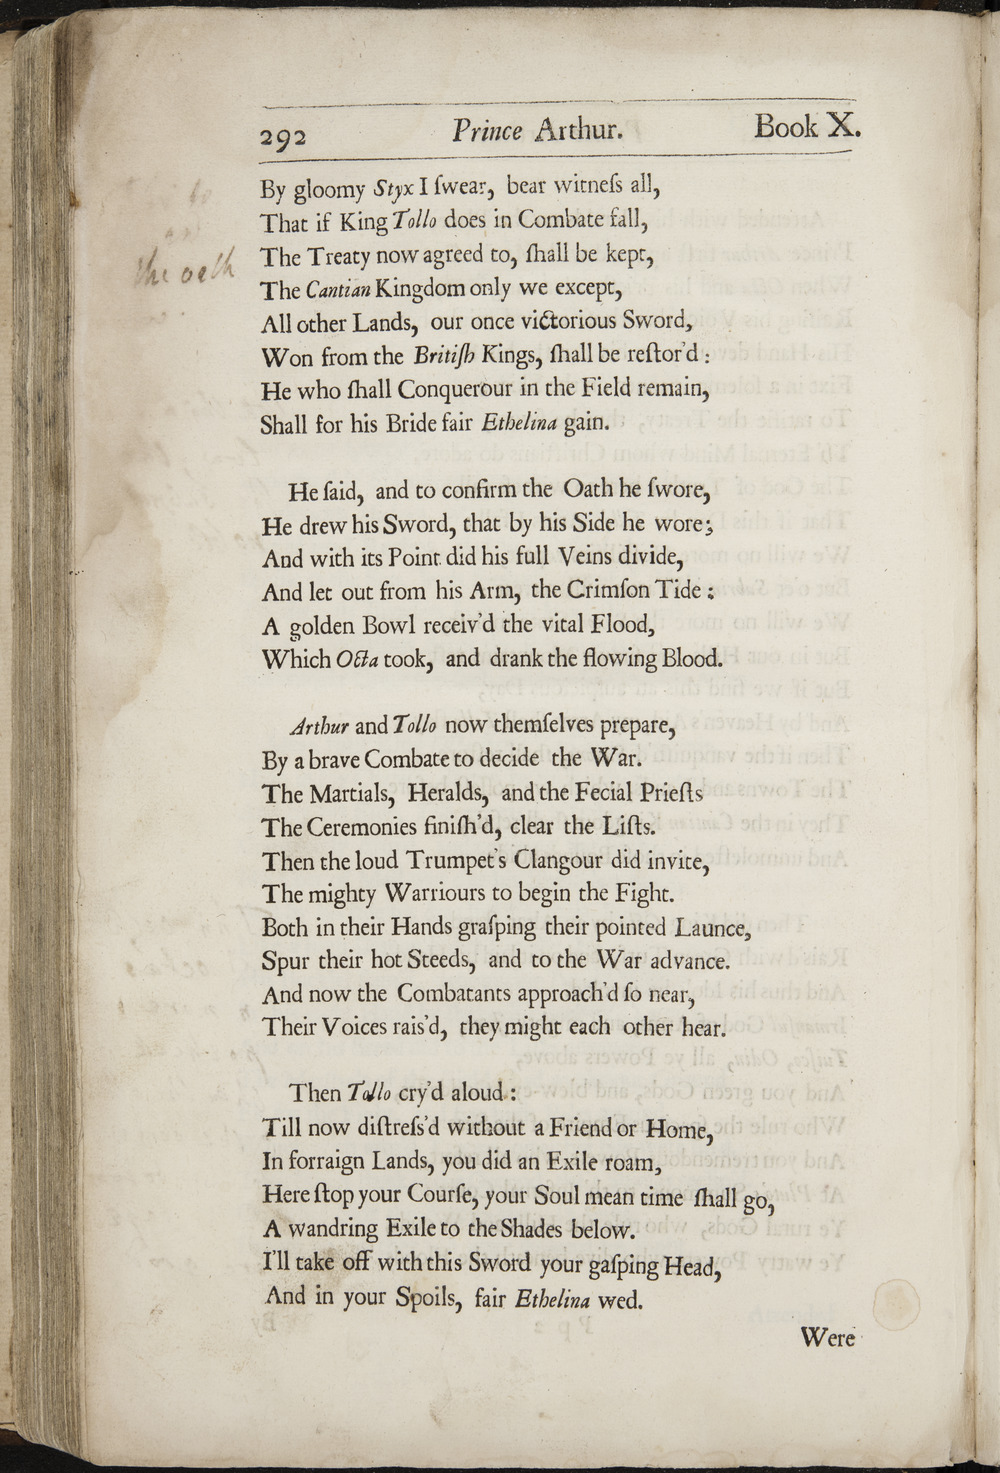 292 Prince Arthur. Book X.
By gloomy Styx I ſwear, bear witneſs all,
That if King Tollo does in Combate fall,
the oath
The Treaty now agreed to, ſhall be kept,
The Cantian Kingdom only we except,
All other Lands, our once victorious Sword,
Won from the Britiſh Kings, ſhall be reſtor'd :
He who ſhall Conquerour in the Field remain,
Shall for his Bride fair Ethelina gain.
He ſaid, and to confirm the Oath he ſwore,
He drew his Sword, that by his Side he wore;
And with its Point did his full Veins divide,
And let out from his Arm, the Crimſon Tide :
A golden Bowl receiv'd the vital Flood,
Which Octa took, and drank the flowing Blood.
Arthur and Tollo now themſelves prepare,
By a brave Combate to decide the War.
The Martials, Heralds, and the Fecial Prieſts
The Ceremonies finiſh'd, clear the Liſts.
Then the loud Trumpet's Clangour did invite,
The mighty Warriours to begin the Fight.
Both in their Hands graſping their pointed Launce,
Spur their hot Steeds, and to the War advance.
And now the Combatants approach'd ſo near,
Their Voices rais'd, they might each other hear.
Then Tollo cry'd aloud :
Till now diſtreſs'd without a Friend or Home,
In forraign Lands, you did an Exile roam,
Here ſtop your Courſe, your Soul mean time ſhall go,
A wandring Exile to the Shades below.
I'll take off with this Sword your gaſping Head,
And in your Spoils, fair Ethelina wed.
Were